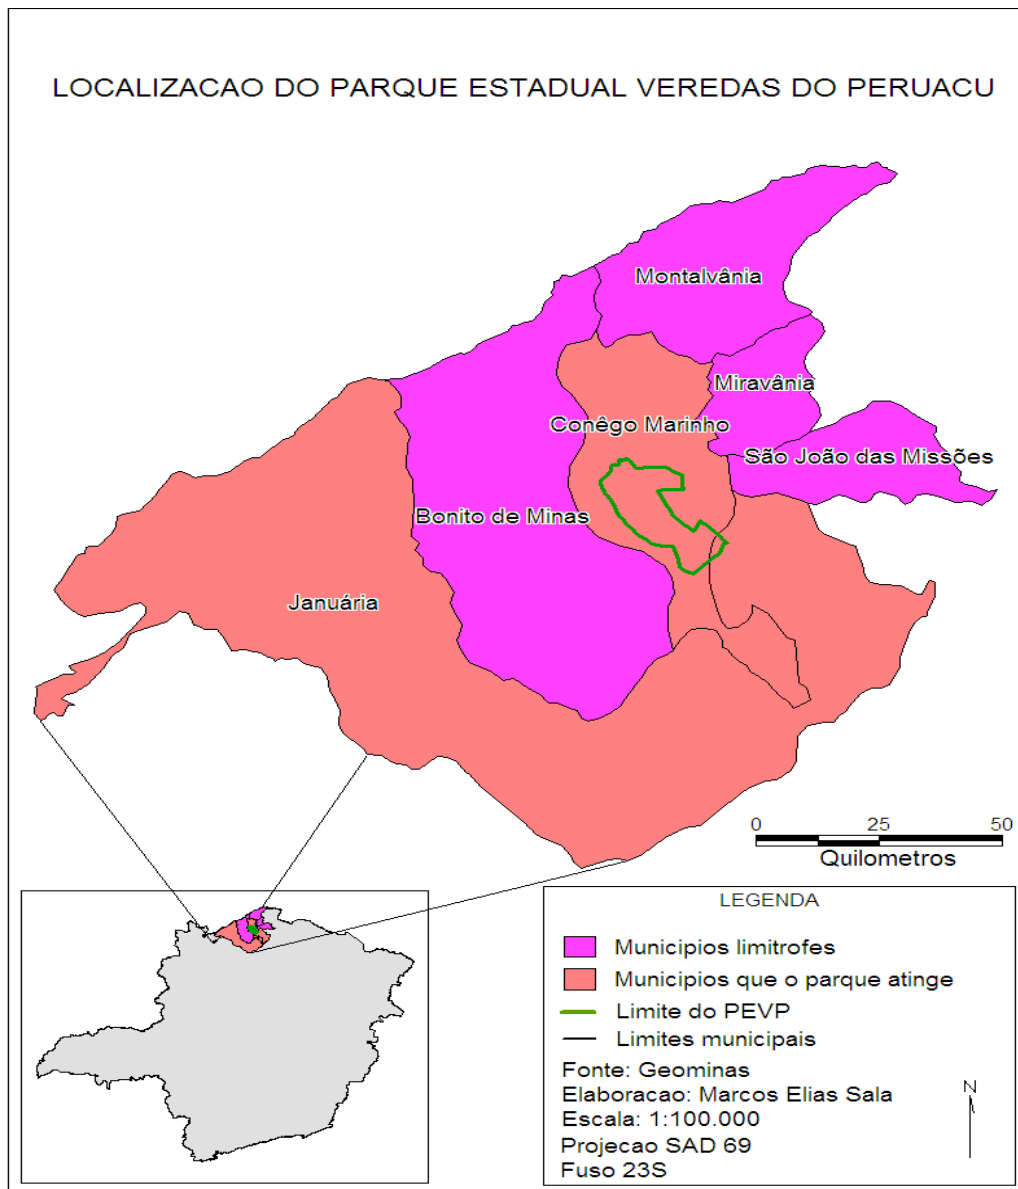 LOCALIZACAO DO PARQUE ESTADUAL VEREDAS DO PERUACU
Montalvânia
Miravânia
Conêgo Marinho
São João das Missões
Bonito de Minas
Januária
0 25 50
Quilometros
LEGENDA
Municipios limitrofes
Municipios que o parque atinge
Limite do PEVP
Limites municipais
Fonte: Geominas
Elaboracao: Marcos Elias Sala
Escala: 1:100.000
Projecao SAD 69
Fuso 23S
N